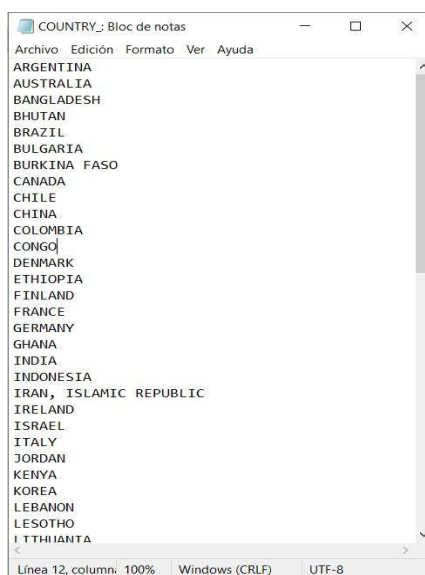 COUNTRY_: Bloc de notas
Archivo Edición Formato Ver Ayuda
ARGENTINA
AUSTRALIA
BANGLADESH
BHUTAN
BRAZIL
BULGARIA
BURKINA FASO
CANADA
CHILE
CHINA
COLOMBIA
CONGO
DENMARK
ETHIOPIA
FINLAND
FRANCE
GERMANY
GHANA
INDIA
INDONESIA
IRAN, ISLAMIC REPUBLIC
IRELAND
ISRAEL
ITALY
JORDAN
KENYA
KOREA
LEBANON
LESOTHO
LITHUANIA
Línea 12, column 100% Windows (CRLF) UTF-8